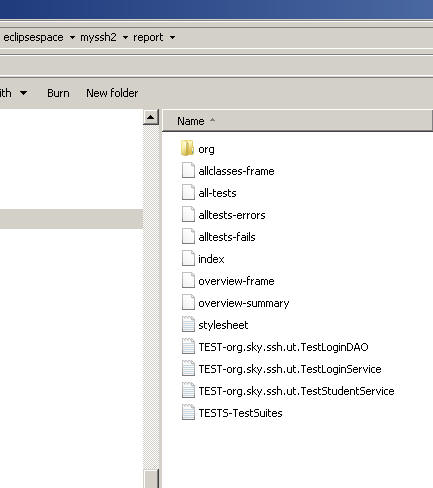 eclipsespace myssh2 report
ith Burn New folder
Name
org
allclasses-frame
all-tests
alltests-errors
alltests-fails
index
overview-frame
overview-summary
stylesheet
TEST-org.sky.ssh.ut.TestLoginDAO
TEST-org.sky.ssh.ut.TestLoginService
TEST-org.sky.ssh.ut.TestStudentService
TESTS-TestSuites